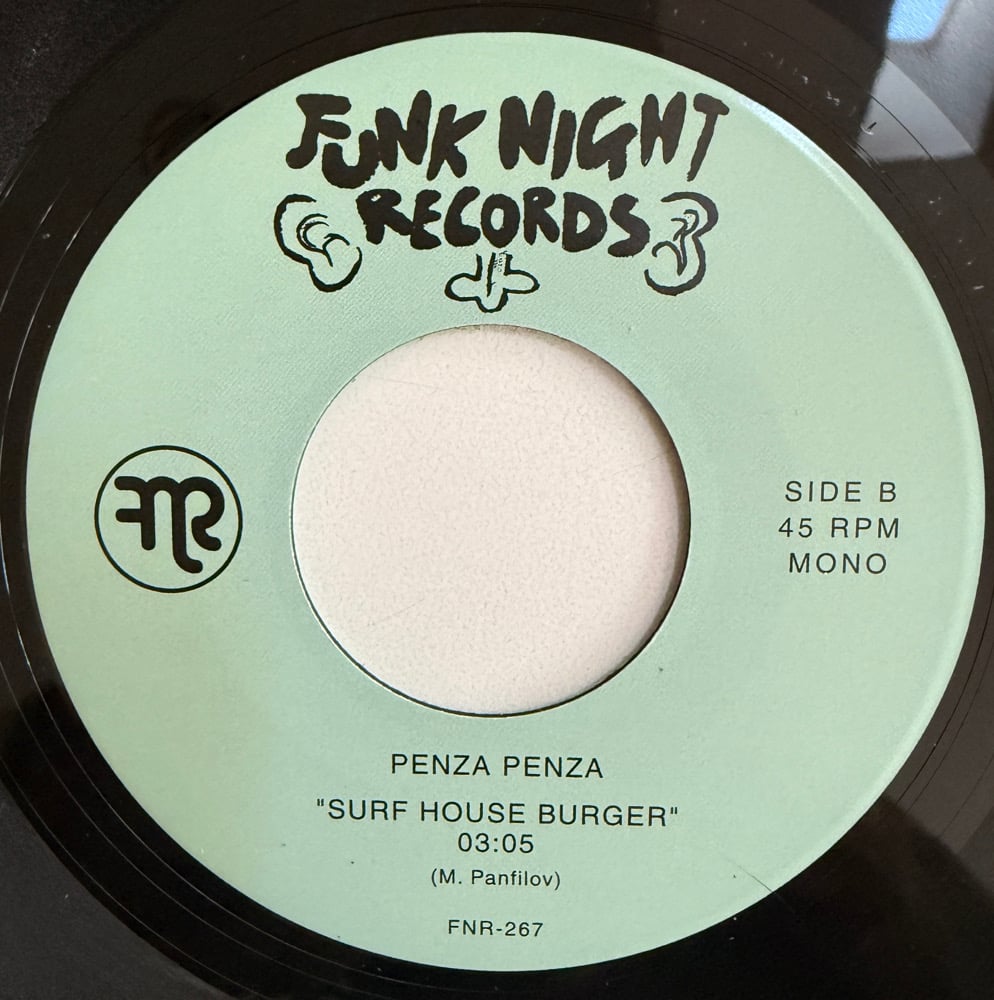 FUNK NIGHT
RECORDS
FNR
SIDE B
45 RPM
MONO
PENZA PENZA
"SURF HOUSE BURGER"
03:05
(M. Panfilov)
FNR-267